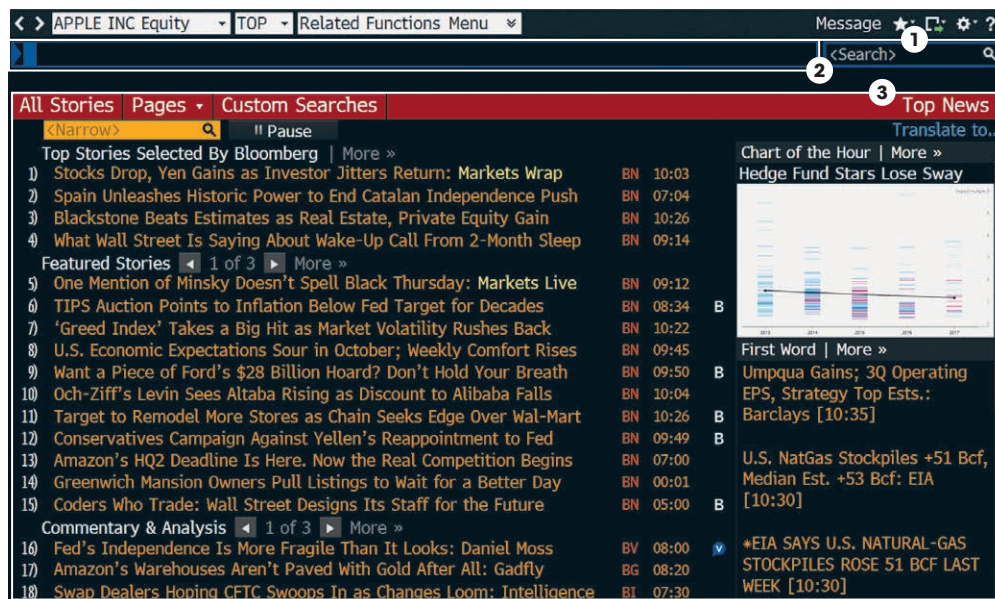 < > APPLE INC Equity TOP Related Functions Menu Message ?
1
<Search>
2
3
All Stories Pages Custom Searches Top News
<Narrow> II Pause Translate to..
Top Stories Selected By Bloomberg | More »
1) Stocks Drop, Yen Gains as Investor Jitters Return: Markets Wrap BN 10:03
2) Spain Unleashes Historic Power to End Catalan Independence Push BN 07:04
3) Blackstone Beats Estimates as Real Estate, Private Equity Gain BN 10:26
4) What Wall Street Is Saying About Wake-Up Call From 2-Month Sleep BN 09:14
Featured Stories 1 of 3 More »
5) One Mention of Minsky Doesn't Spell Black Thursday: Markets Live BN 09:12
6) TIPS Auction Points to Inflation Below Fed Target for Decades BN 08:34 B
7) 'Greed Index' Takes a Big Hit as Market Volatility Rushes Back BN 10:22
8) U.S. Economic Expectations Sour in October; Weekly Comfort Rises BN 09:45
9) Want a Piece of Ford's $28 Billion Hoard? Don't Hold Your Breath BN 09:50 B
10) Och-Ziff's Levin Sees Altaba Rising as Discount to Alibaba Falls BN 10:04
11) Target to Remodel More Stores as Chain Seeks Edge Over Wal-Mart BN 10:26 B
12) Conservatives Campaign Against Yellen's Reappointment to Fed BN 09:49 B
13) Amazon's HQ2 Deadline Is Here. Now the Real Competition Begins BN 07:00
14) Greenwich Mansion Owners Pull Listings to Wait for a Better Day BN 00:01
15) Coders Who Trade: Wall Street Designs Its Staff for the Future BN 05:00 B
Commentary & Analysis 1 of 3 More »
16) Fed's Independence Is More Fragile Than It Looks: Daniel Moss BV 08:00 V
17) Amazon's Warehouses Aren't Paved With Gold After All: Gadfly BG 08:20
18) Swap Dealers Hoping CFTC Swoops In as Changes Loom: Intelligence BI 07:30
Chart of the Hour | More »
Hedge Fund Stars Lose Sway
2013 2014 2015 2016 2017
First Word | More »
Umpqua Gains; 3Q Operating
EPS, Strategy Top Ests.:
Barclays [10:35]
U.S. NatGas Stockpiles +51 Bcf,
Median Est. +53 Bcf: EIA
[10:30]
*EIA SAYS U.S. NATURAL-GAS
STOCKPILES ROSE 51 BCF LAST
WEEK [10:30]